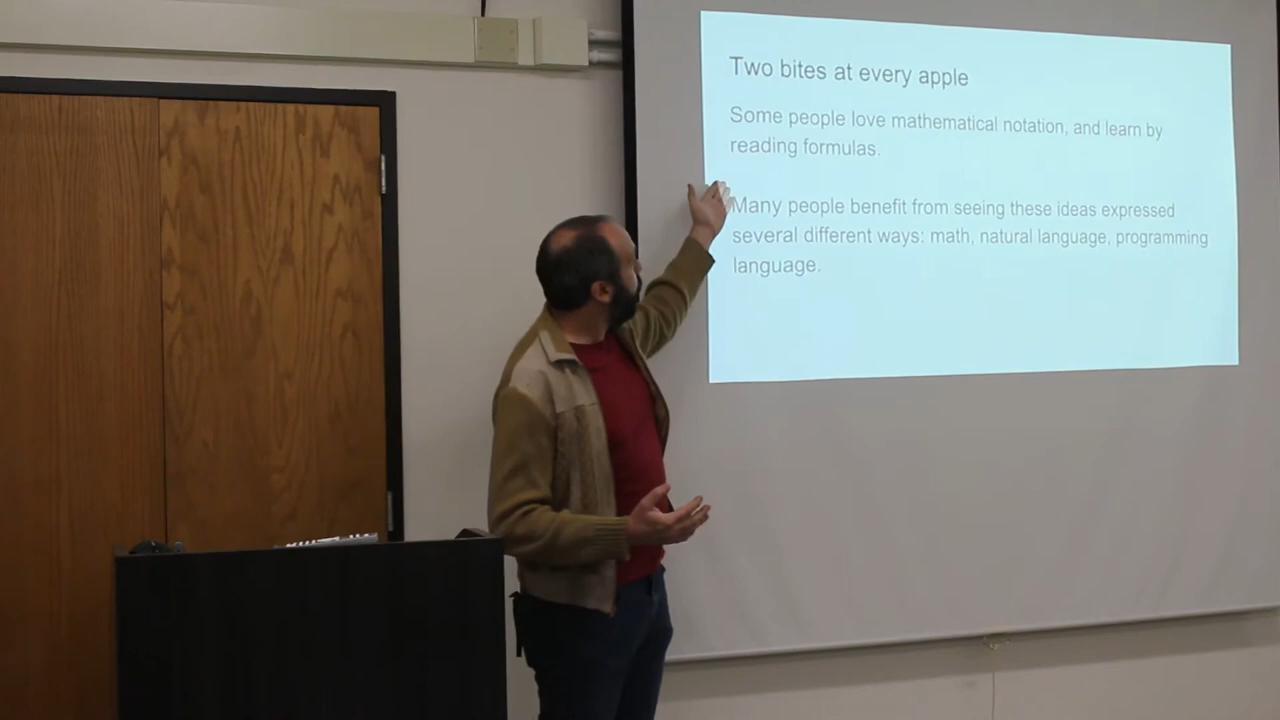 Two bites at every apple
Some people love mathematical notation, and learn by
reading formulas.
Many people benefit from seeing these ideas expressed
several different ways: math, natural language, programming
language.